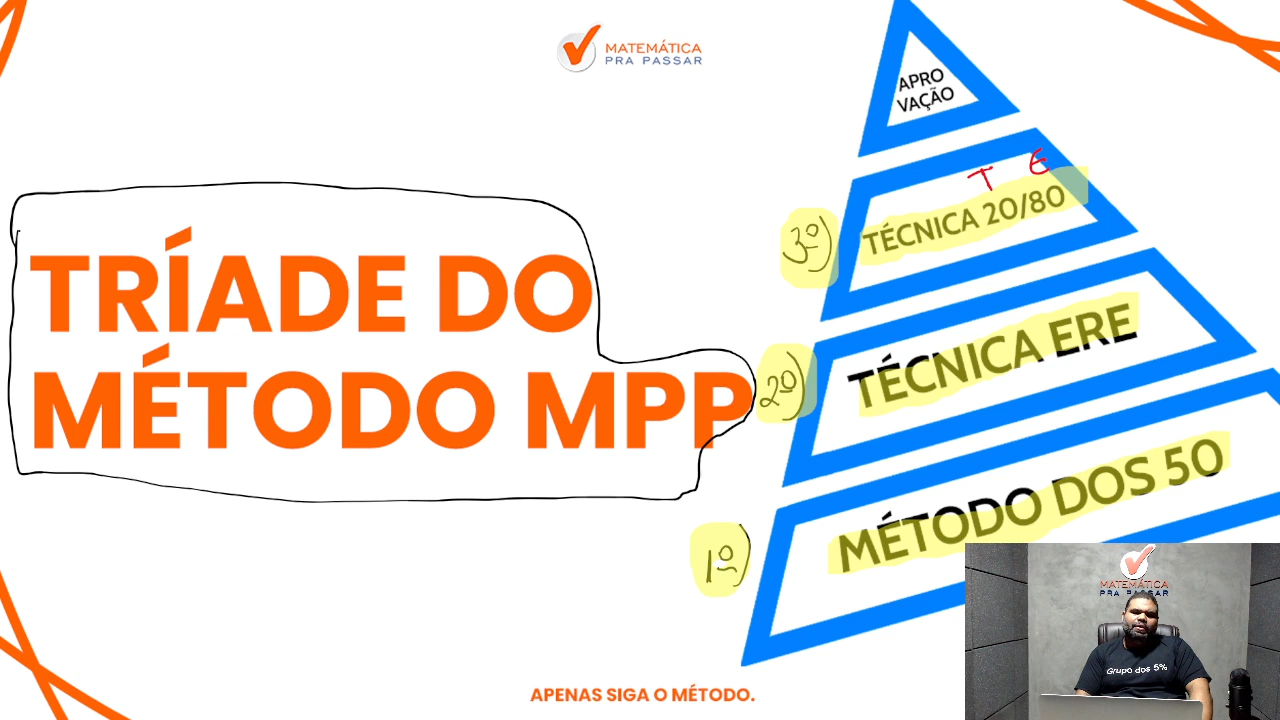 MATEMÁTICA
PRA PASSAR
APRO
VAÇÃO
T E
3º)
TÉCNICA 20/80
TRÍADE DO
MÉTODO MPP
2º)
TÉCNICA ERE
1º)
MÉTODO DOS 50
MATEMÁTICA
PRA PASSAR
Grupo dos 5%
APENAS SIGA O MÉTODO.